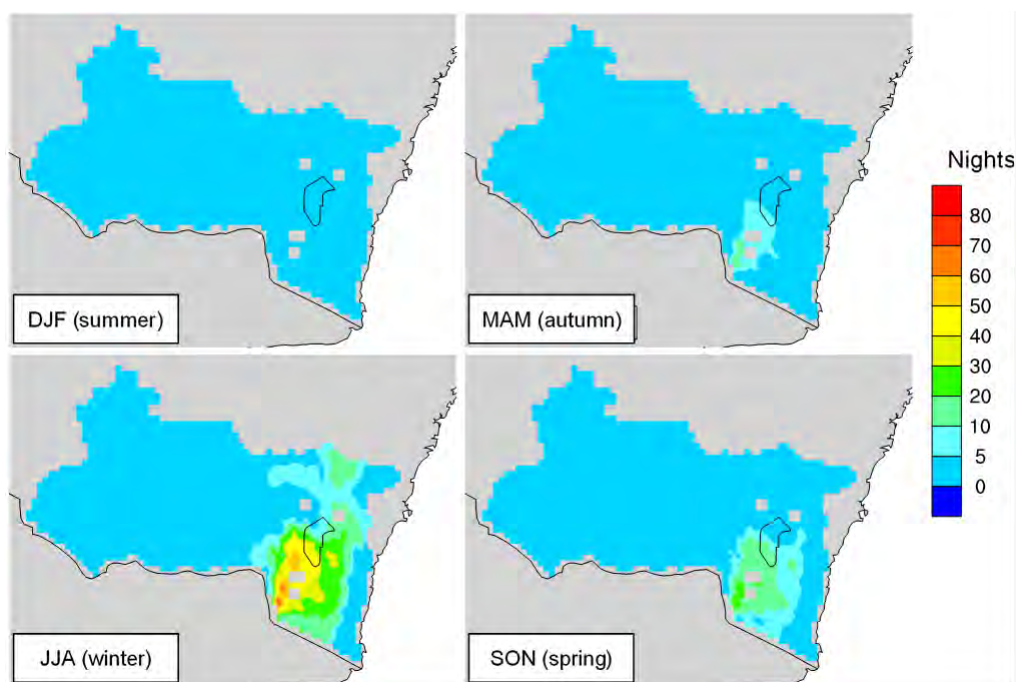 Nights
80
70
60
50
40
30
20
10
5
0
DJF (summer)
MAM (autumn)
JJA (winter)
SON (spring)